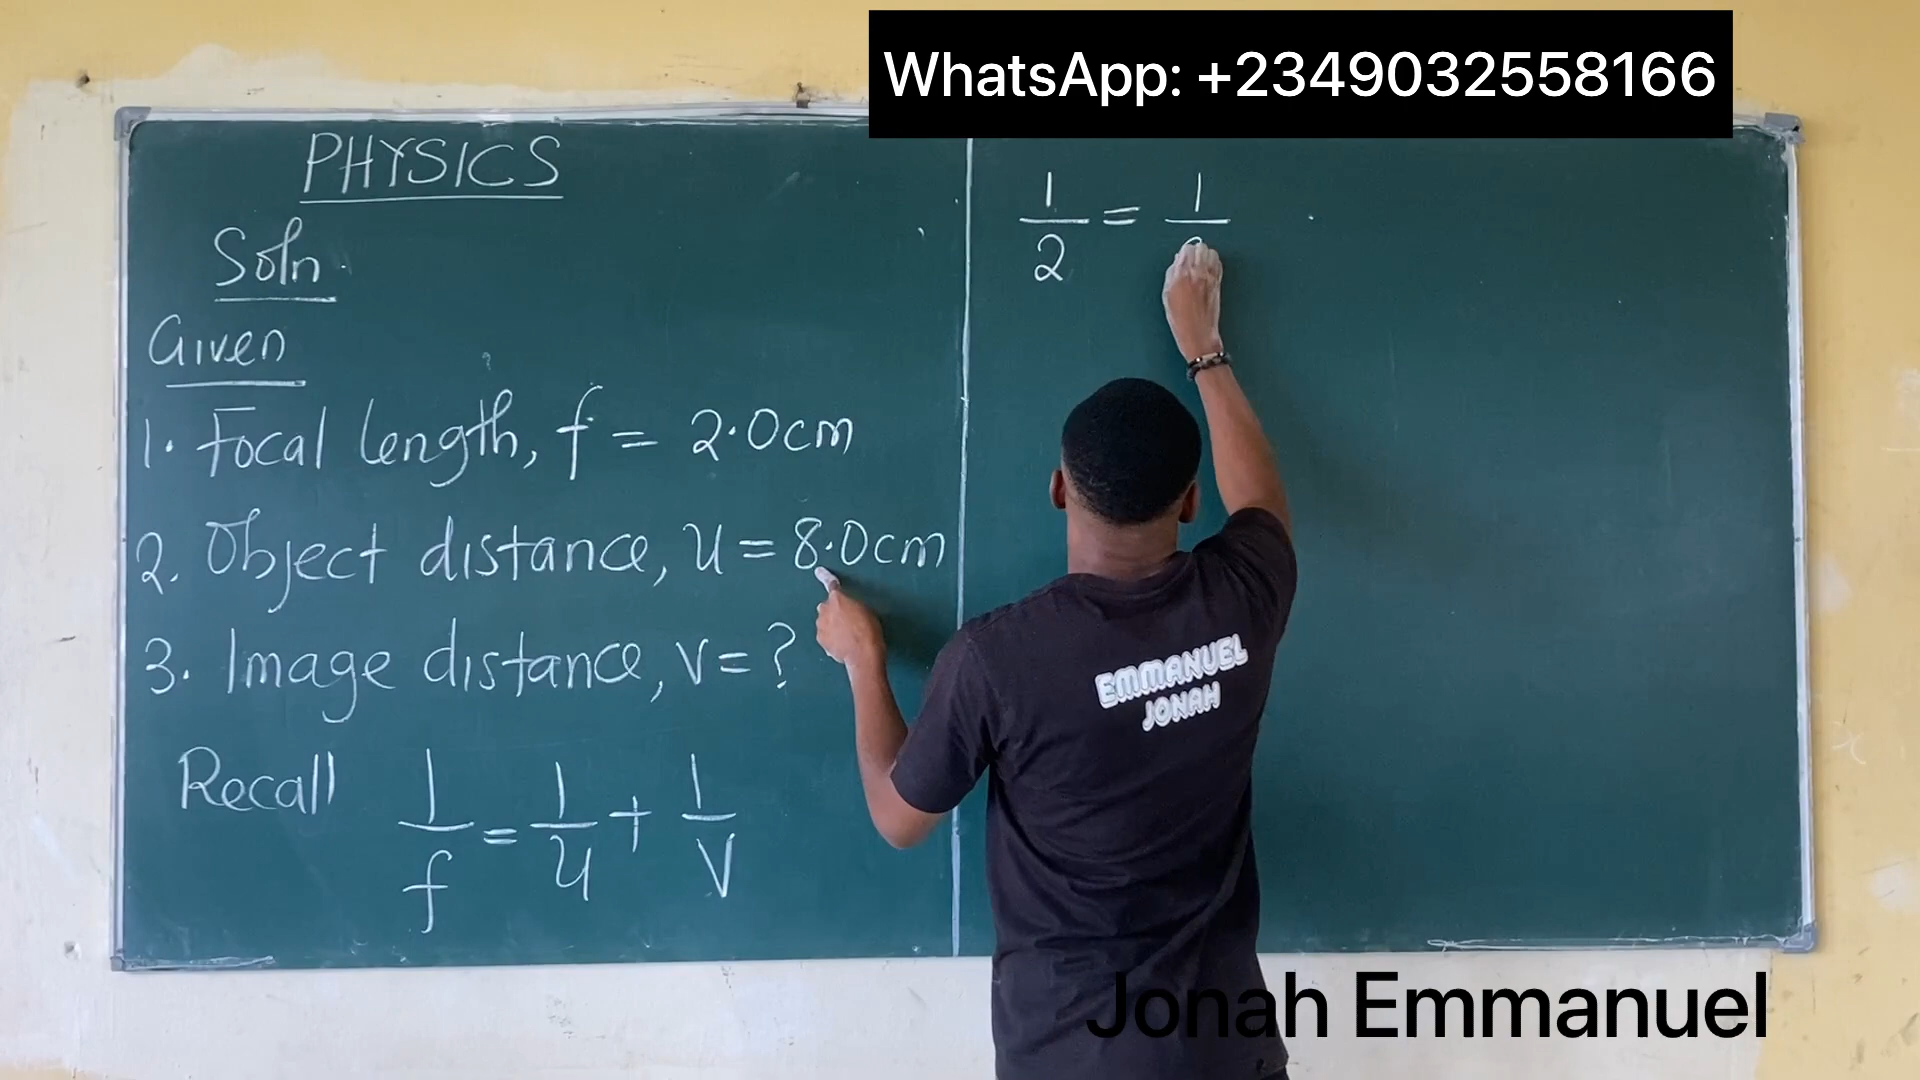 WhatsApp: +2349032558166
PHYSICS
Soln.
Given
1. Focal length, f = 2.0cm
2. Object distance, u = 8.0cm
3. Image distance, v = ?
Recall 1/f = 1/u + 1/v
1/2 = 1/
EMMANUEL
JONAH
Jonah Emmanuel